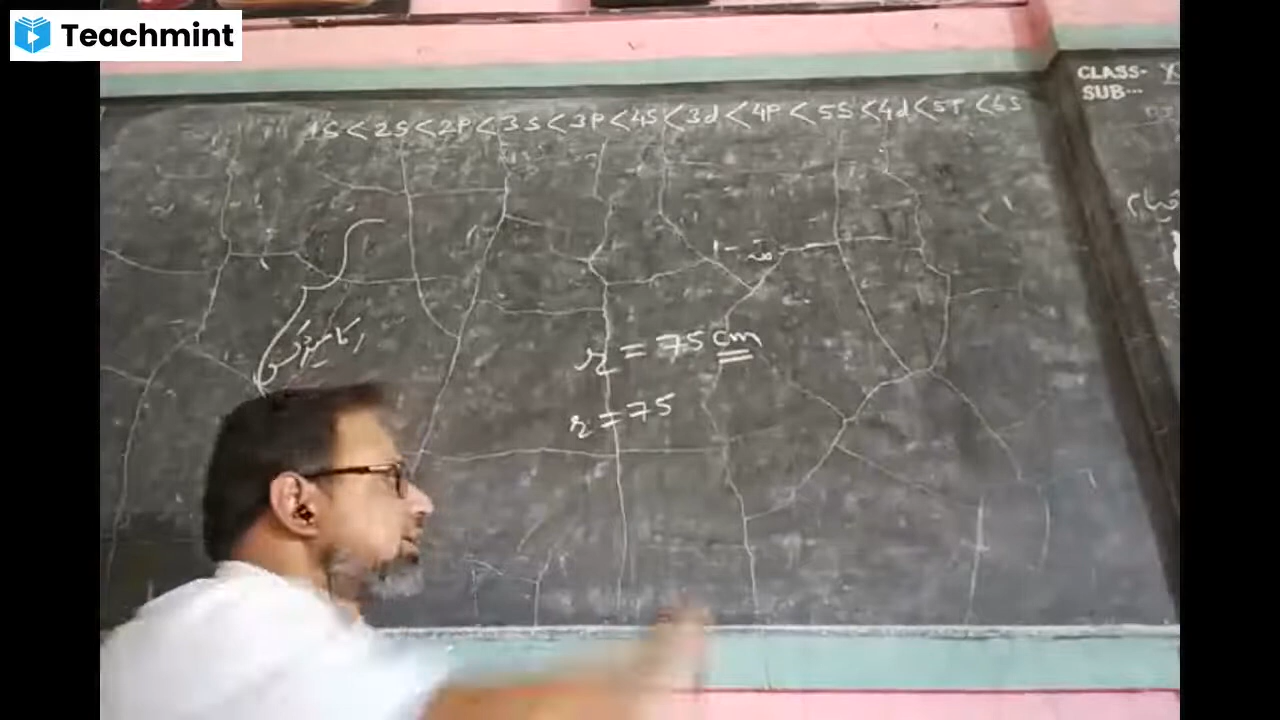 Teachmint
CLASS-
SUB...
1S < 2S < 2P < 3S < 3P < 4S < 3d < 4P < 5S < 4d < 5P < 6S
r = 75 cm
r = 75